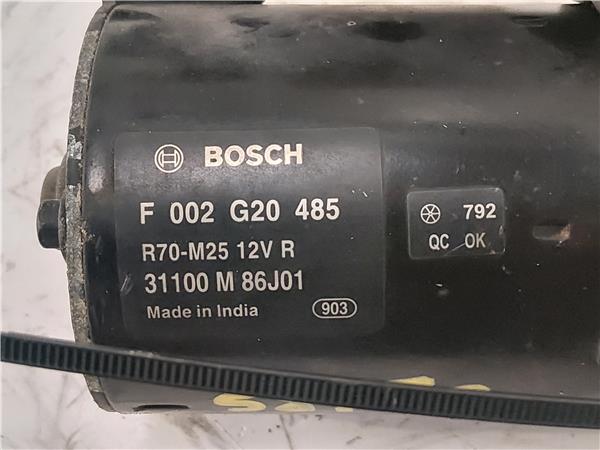 BOSCH
F 002 G20 485
R70-M25 12V R
31100 M 86J01
Made in India 903
792
QC OK